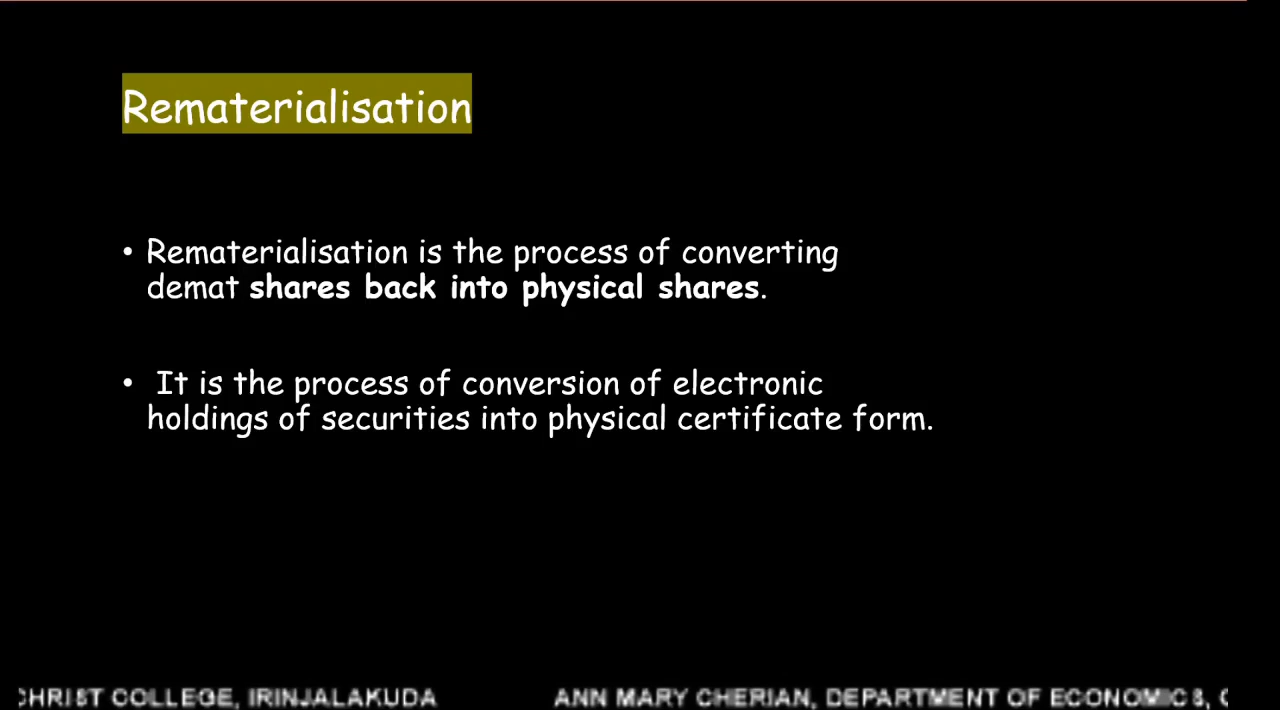 Rematerialisation
• Rematerialisation is the process of converting
demat shares back into physical shares.
• It is the process of conversion of electronic
holdings of securities into physical certificate form.
CHRIST COLLEGE, IRINJALAKUDA ANN MARY CHERIAN, DEPARTMENT OF ECONOMICS, C